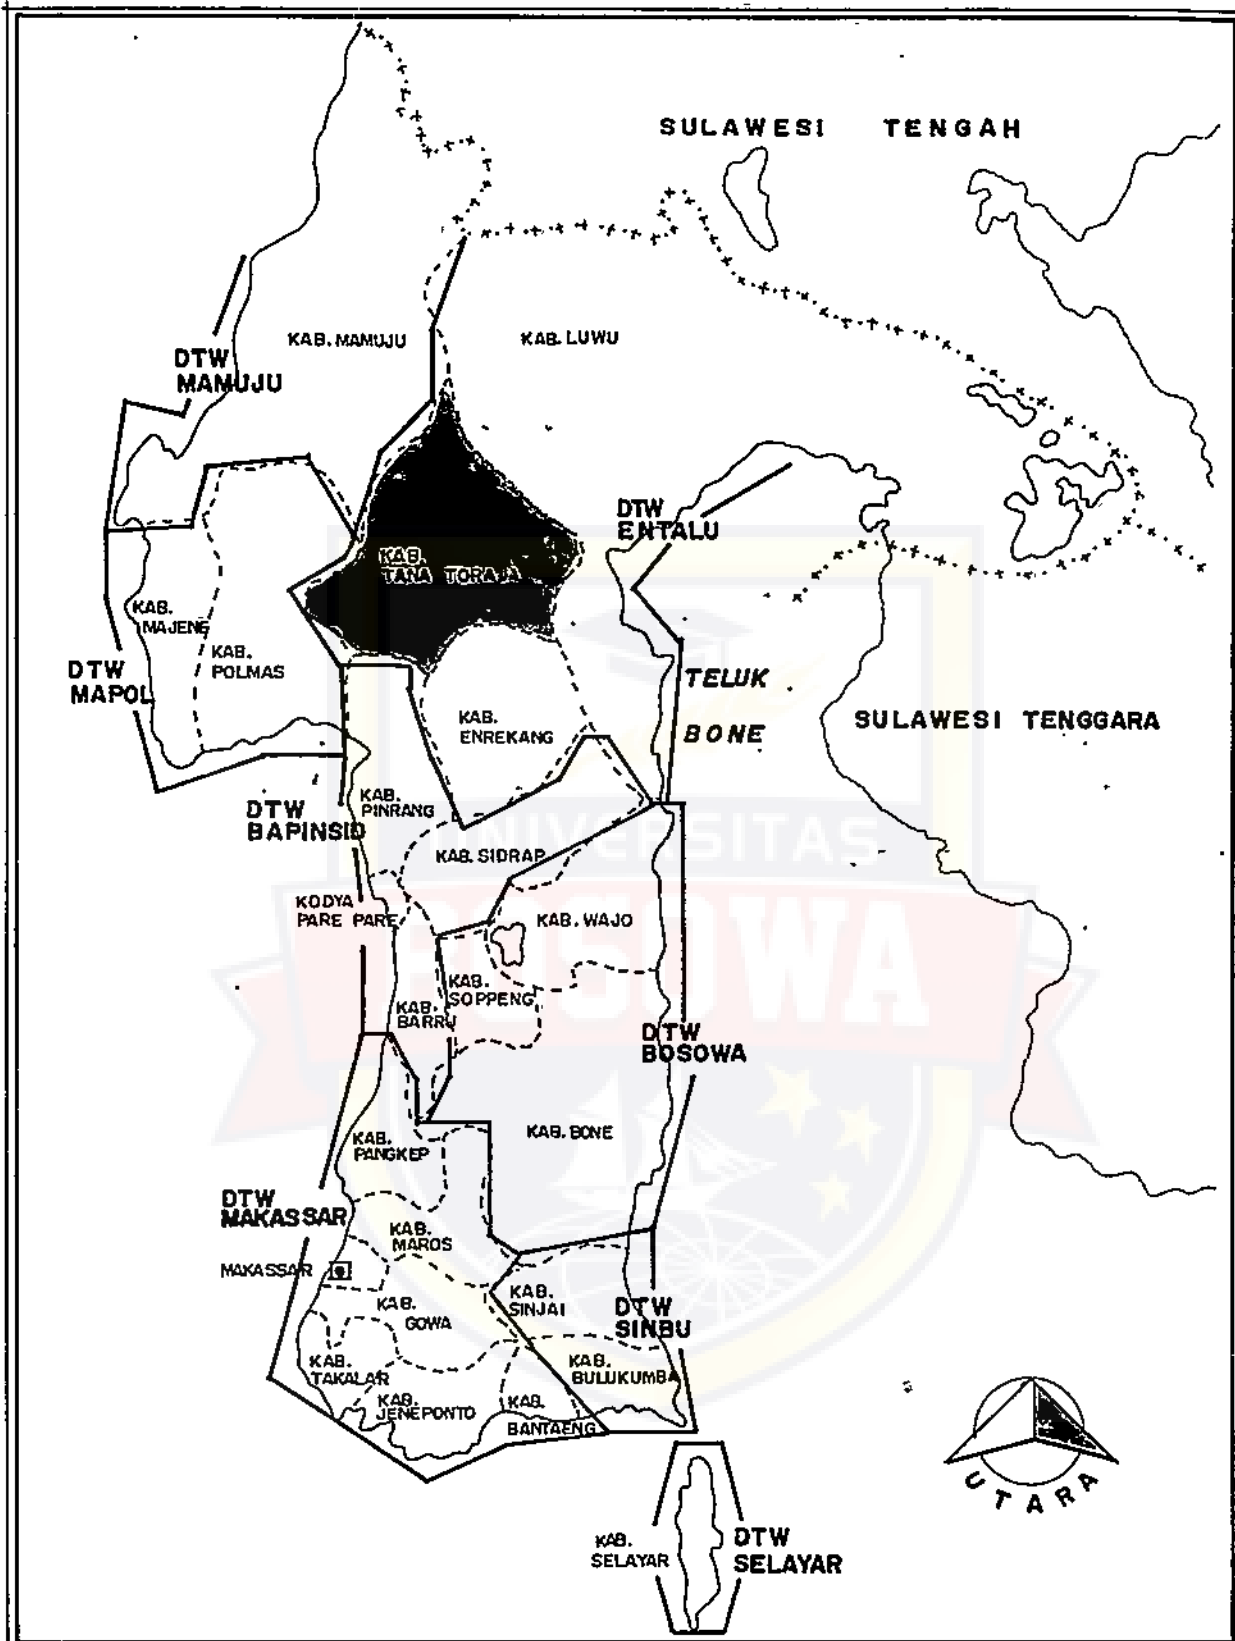 SULAWESI TENGAH
KAB. MAMUJU
KAB. LUWU
DTW
MAMUJU
DTW
ENTALU
KAB.
TANA TORAJA
KAB.
MAJENE
KAB.
POLMAS
DTW
MAPOL
TELUK
BONE
SULAWESI TENGGARA
KAB.
ENREKANG
KAB.
PINRANG
DTW
BAPINSID
UNIVERSITAS
KAB. SIDRAP
KODYA
PARE PARE
KAB. WAJO
BOSOWA
KAB.
SOPPENG
KAB.
BARRU
DTW
BOSOWA
KAB. BONE
KAB.
PANGKEP
DTW
MAKASSAR
KAB.
MAROS
MAKASSAR
KAB.
GOWA
KAB.
SINJAI
DTW
SINBU
KAB.
TAKALAR
KAB.
BULUKUMBA
KAB.
JENEPONTO
KAB.
BANTAENG
UTARA
KAB.
SELAYAR
DTW
SELAYAR